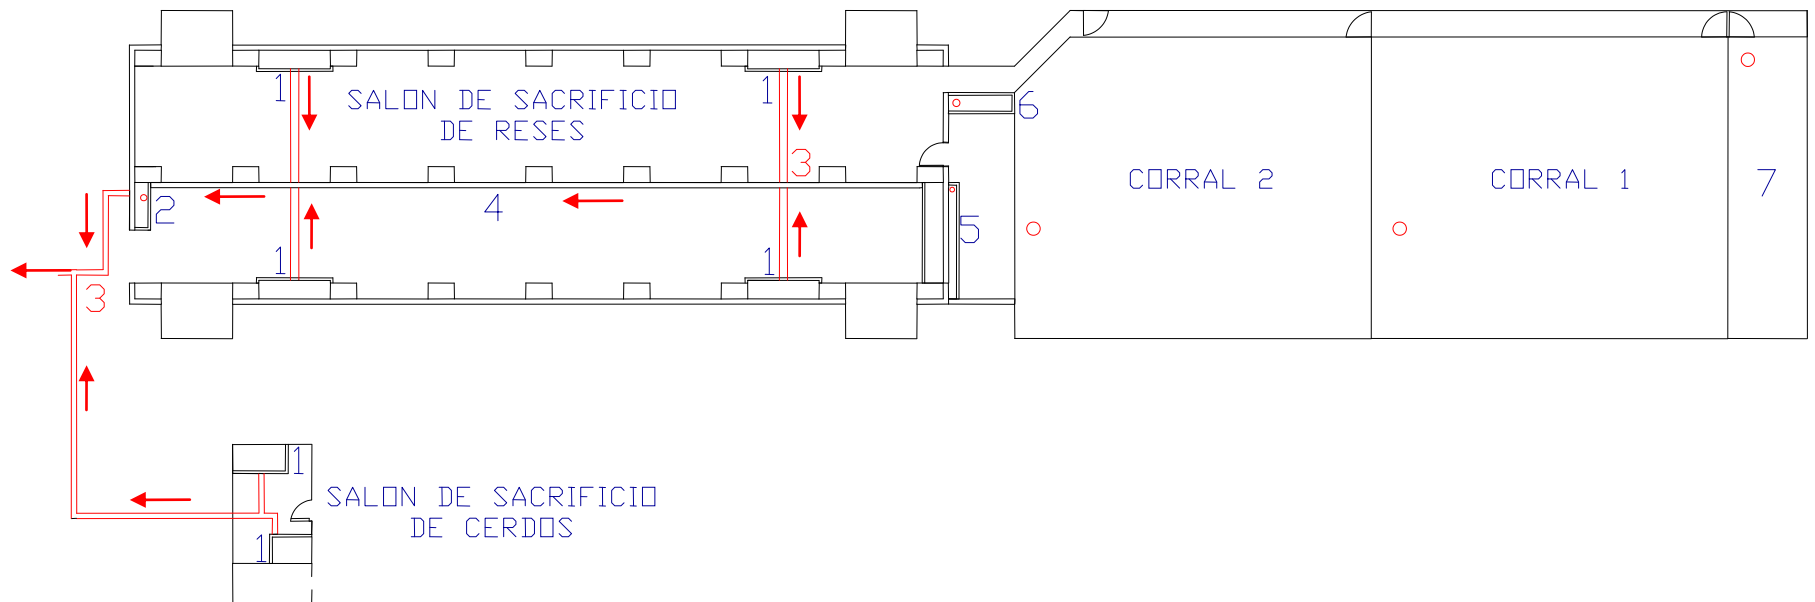 1
1
SALON DE SACRIFICIO
DE RESES
6
3
CORRAL 2
CORRAL 1
7
2
4
5
1
1
3
1
SALON DE SACRIFICIO
DE CERDOS
1